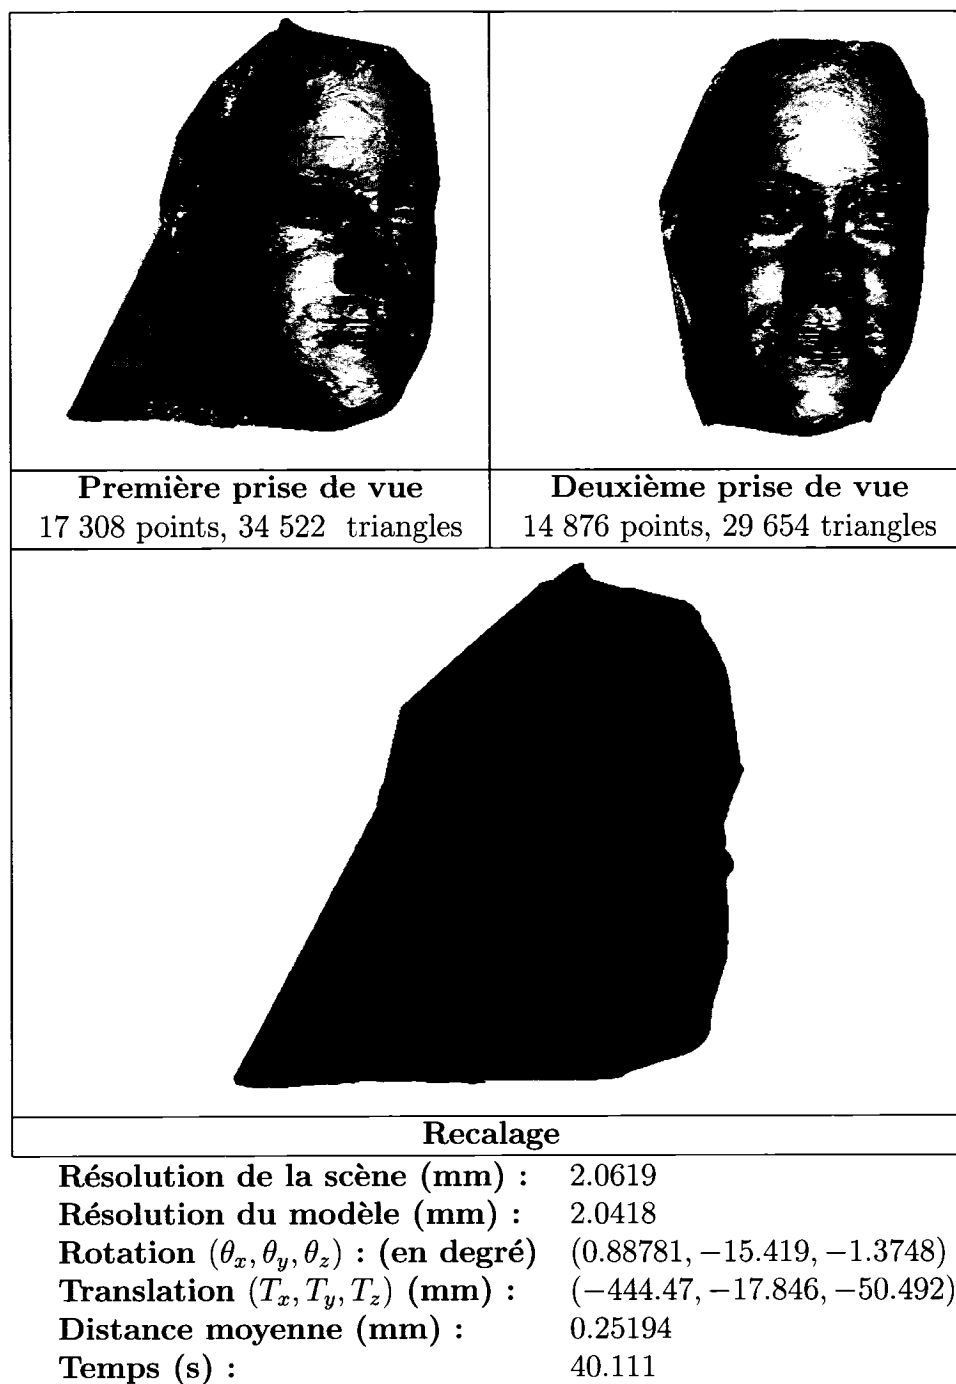 Première prise de vue
17 308 points, 34 522 triangles
Deuxième prise de vue
14 876 points, 29 654 triangles
Recalage
Résolution de la scène (mm) : 2.0619
Résolution du modèle (mm) : 2.0418
Rotation (θx, θy, θz) : (en degré) (0.88781, −15.419, −1.3748)
Translation (Tx, Ty, Tz) (mm) : (−444.47, −17.846, −50.492)
Distance moyenne (mm) : 0.25194
Temps (s) : 40.111